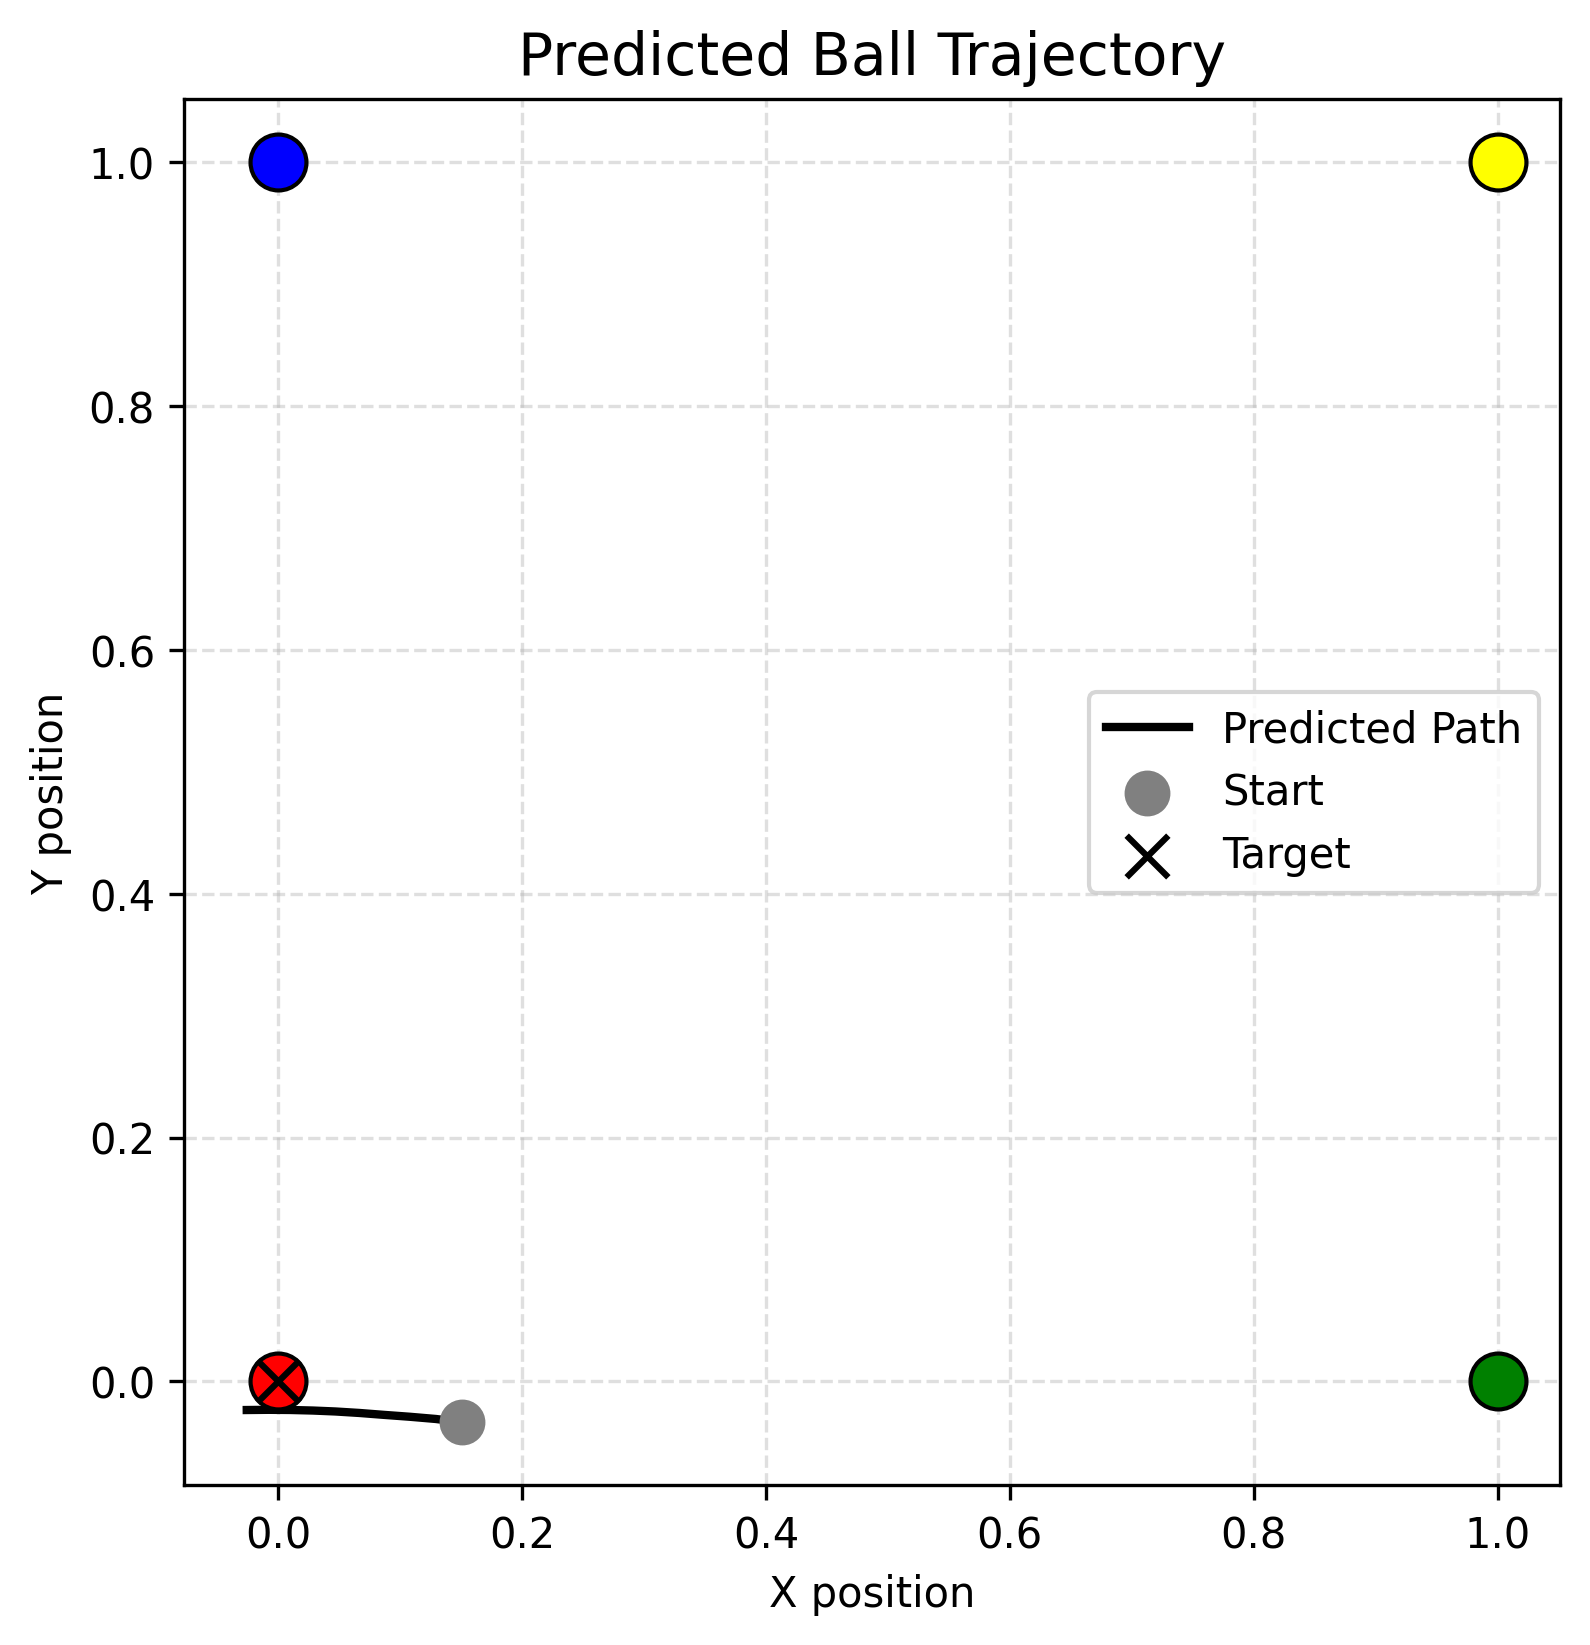 Predicted Ball Trajectory
1.0
0.8
0.6
0.4
0.2
0.0
Y position
Predicted Path
Start
Target
0.0 0.2 0.4 0.6 0.8 1.0
X position